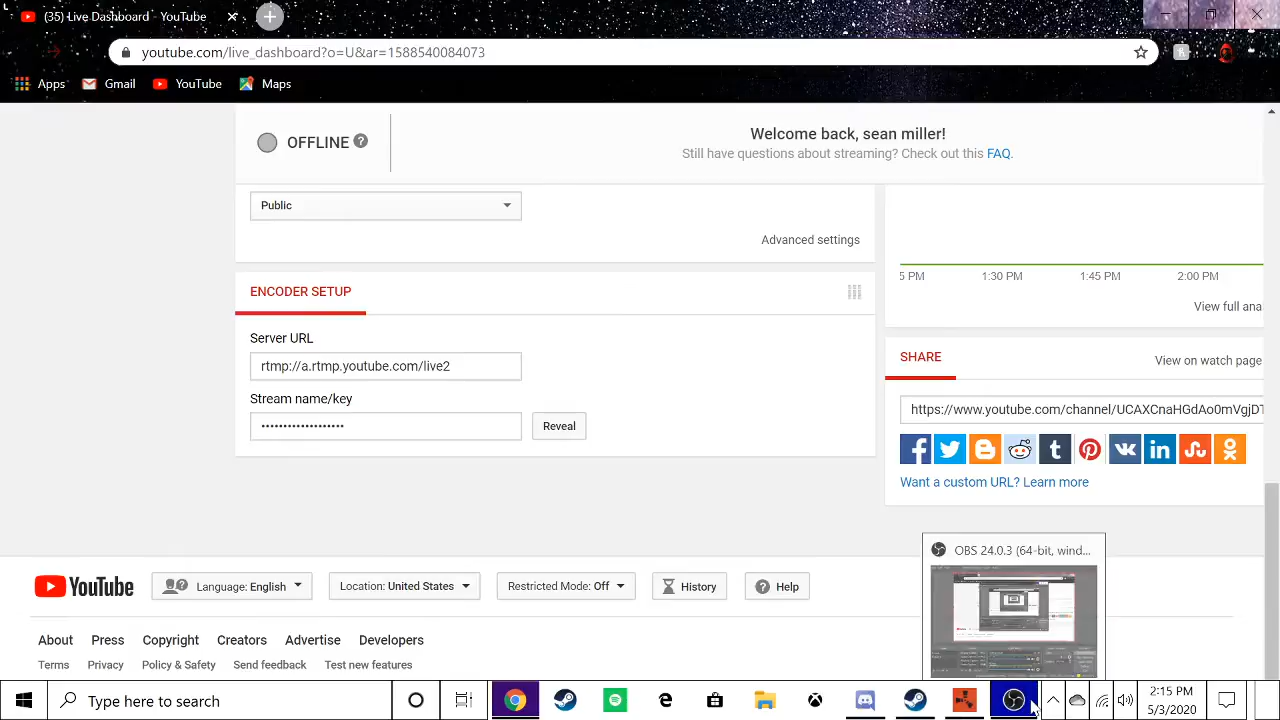 (35) Live Dashboard - YouTube
youtube.com/live_dashboard?o=U&ar=1588540084073
Apps
Gmail
YouTube
Maps
OFFLINE
Welcome back, sean miller!
Still have questions about streaming? Check out this FAQ.
Public
Advanced settings
5 PM 1:30 PM 1:45 PM 2:00 PM
View full ana
ENCODER SETUP
Server URL
rtmp://a.rtmp.youtube.com/live2
Stream name/key
••••••••••••••••••
Reveal
SHARE
View on watch page
https://www.youtube.com/channel/UCAXCnaHGdAo0mVgjDT
Want a custom URL? Learn more
OBS 24.0.3 (64-bit, wind...
YouTube
Language: English
Location: United States
Restricted Mode: Off
History
Help
About Press Copyright Creators Advertise Developers
Terms Privacy Policy & Safety Test new features
Type here to search
2:15 PM
5/3/2020